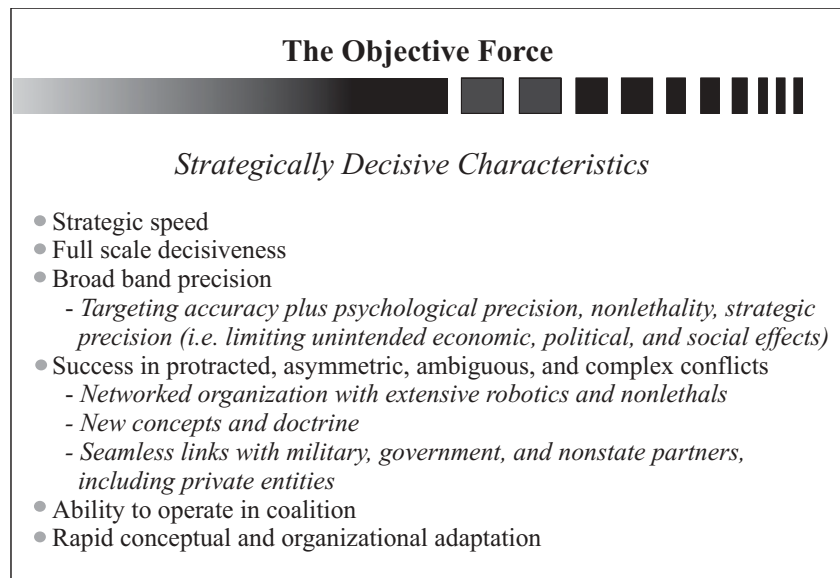 The Objective Force
Strategically Decisive Characteristics
Strategic speed
Full scale decisiveness
Broad band precision
- Targeting accuracy plus psychological precision, nonlethality, strategic
precision (i.e. limiting unintended economic, political, and social effects)
Success in protracted, asymmetric, ambiguous, and complex conflicts
- Networked organization with extensive robotics and nonlethals
- New concepts and doctrine
- Seamless links with military, government, and nonstate partners,
including private entities
Ability to operate in coalition
Rapid conceptual and organizational adaptation